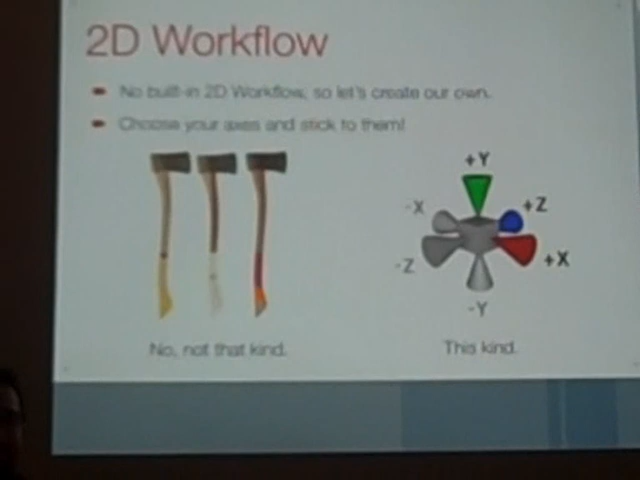 2D Workflow
No built-in 2D Workflow, so let's create our own.
Choose your axes and stick to them!
+Y
-X
+Z
-Z
+X
-Y
No, not that kind.
This kind.